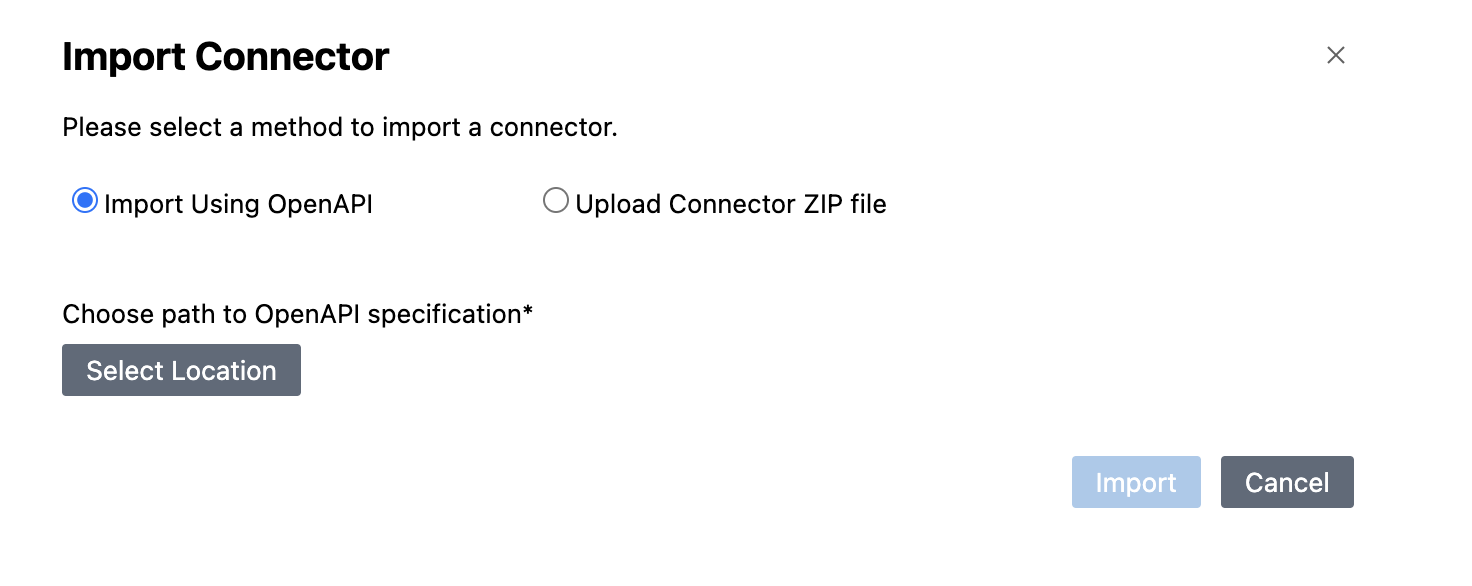 Import Connector
Please select a method to import a connector.
Import Using OpenAPI
Upload Connector ZIP file
Choose path to OpenAPI specification*
Select Location
Import
Cancel